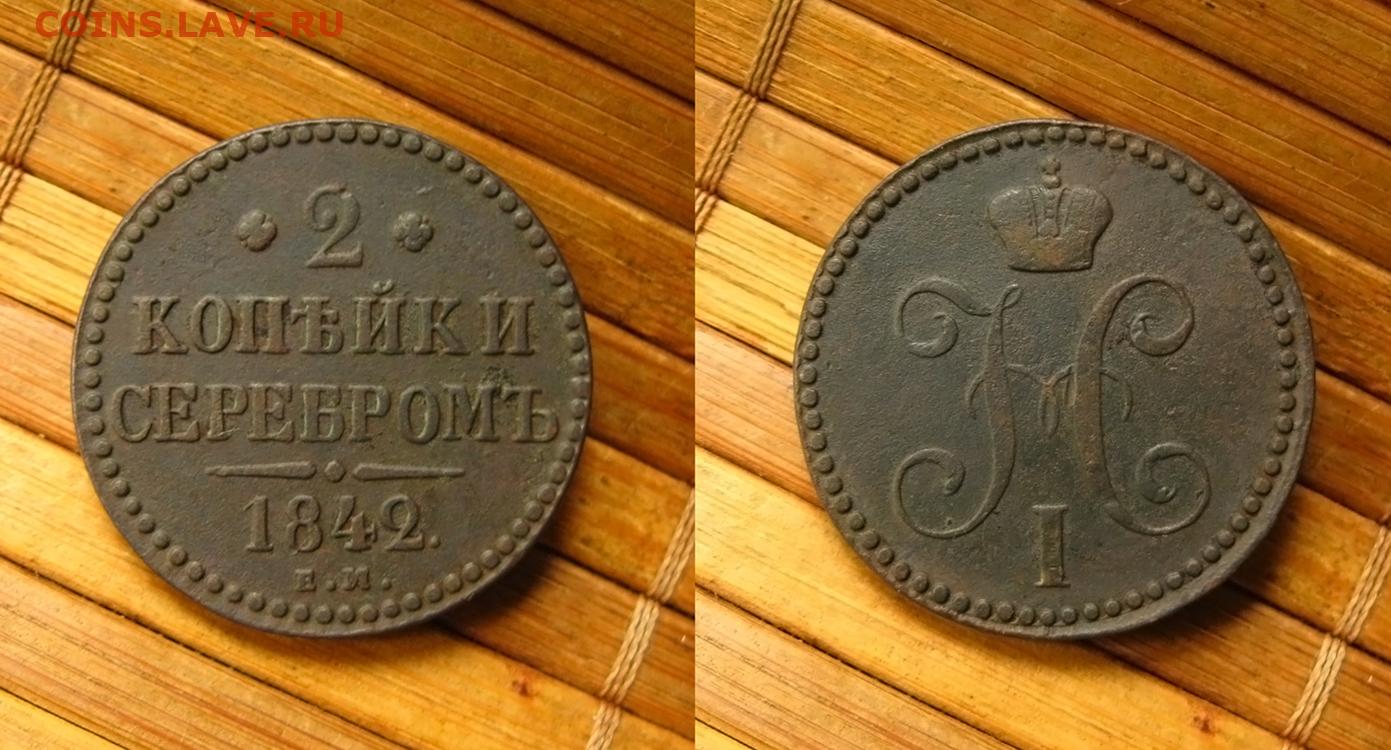 COINS.LAVE.RU
2
КОПѢЙКИ
СЕРЕБРОМЪ
1842.
Е.М.
Н
I